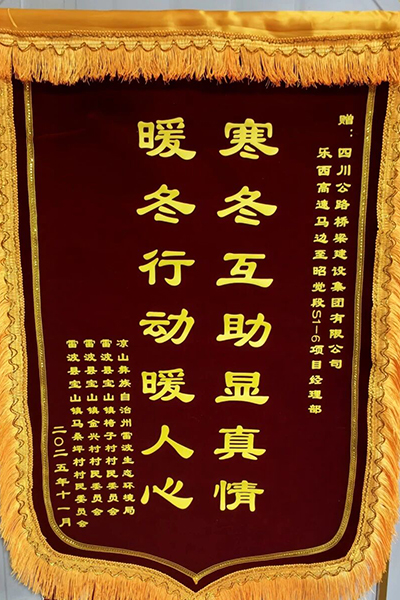 赠：四川公路桥梁建设集团有限公司
乐西高速马边至昭觉段S1-6项目经理部
寒冬互助显真情
暖冬行动暖人心
凉山彝族自治州雷波生态环境局
雷波县宝山镇椅子村村民委员会
雷波县宝山镇金兴村村民委员会
雷波县宝山镇马桑坪村村民委员会
二〇二五年十一月